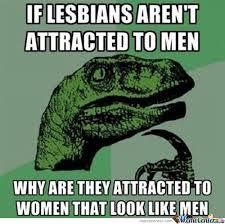 IF LESBIANS AREN'T
ATTRACTED TO MEN
WHY ARE THEY ATTRACTED TO
WOMEN THAT LOOK LIKE MEN